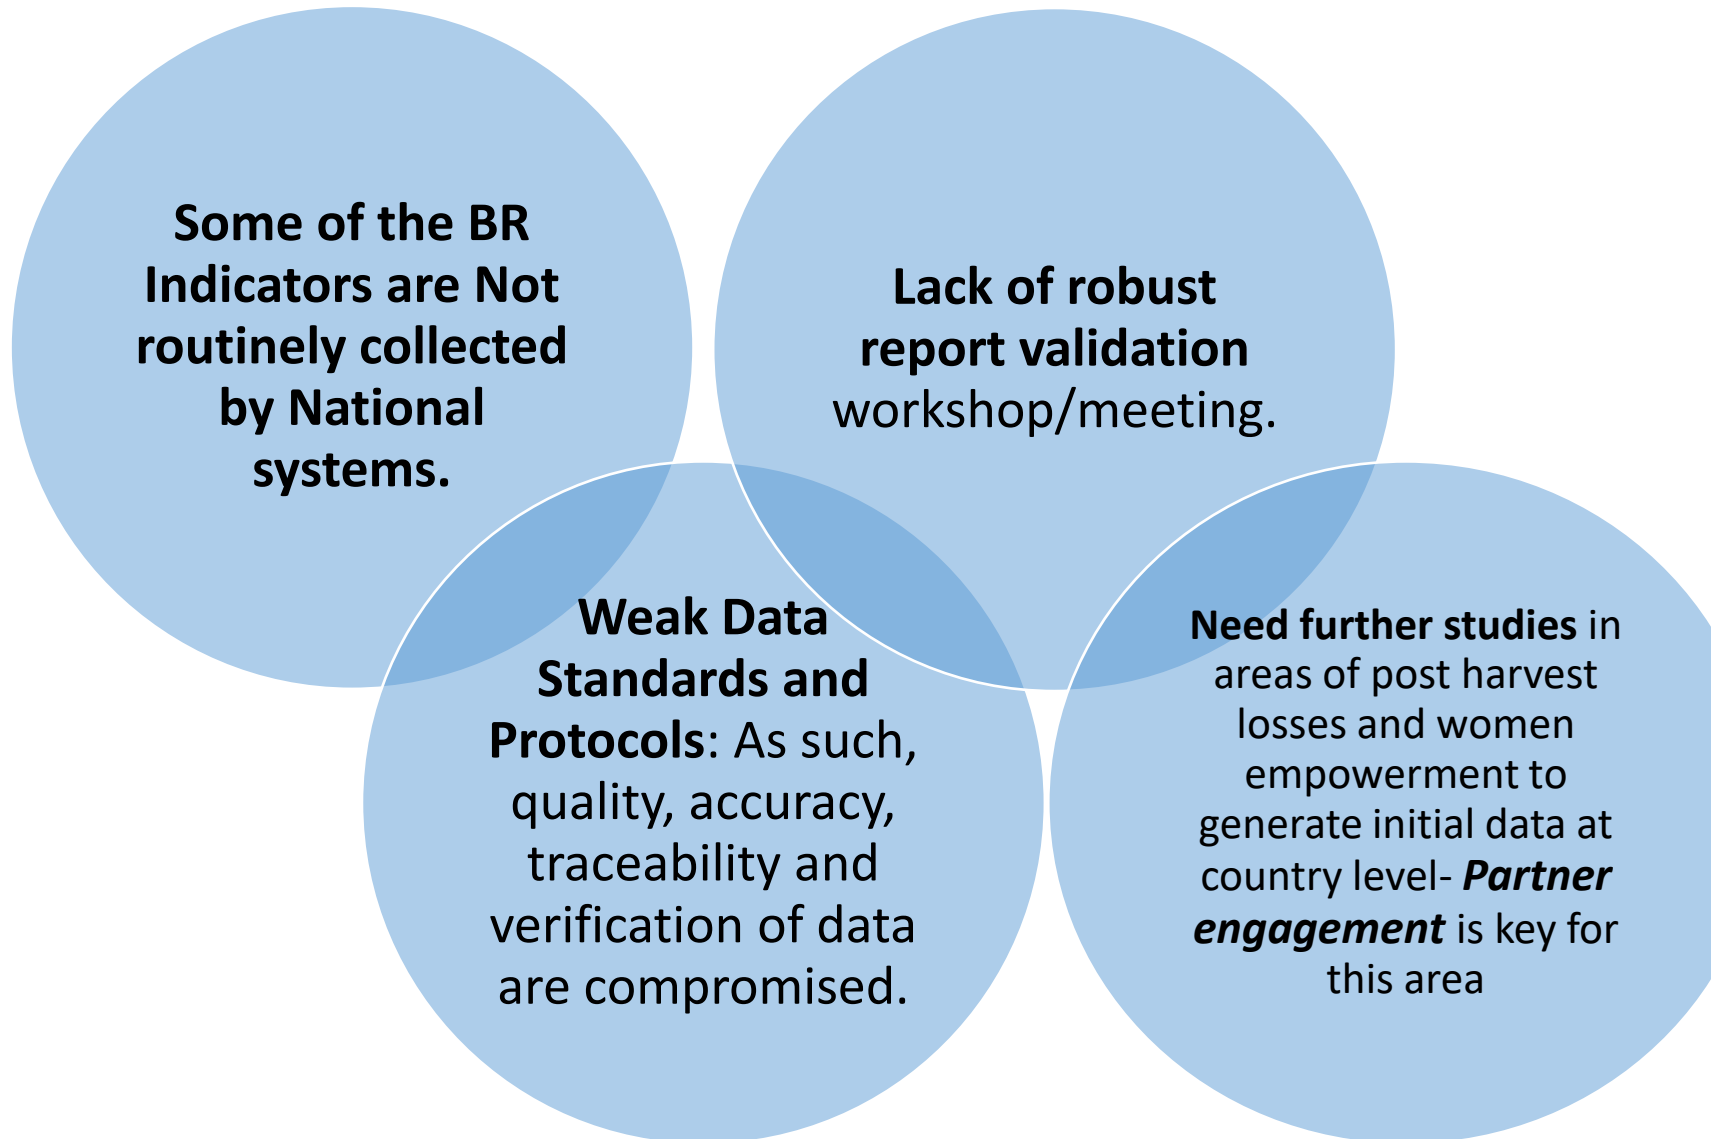 Some of the BR
Indicators are Not
routinely collected
by National
systems.
Lack of robust
report validation
workshop/meeting.
Weak Data
Standards and
Protocols: As such,
quality, accuracy,
traceability and
verification of data
are compromised.
Need further studies in
areas of post harvest
losses and women
empowerment to
generate initial data at
country level- Partner
engagement is key for
this area